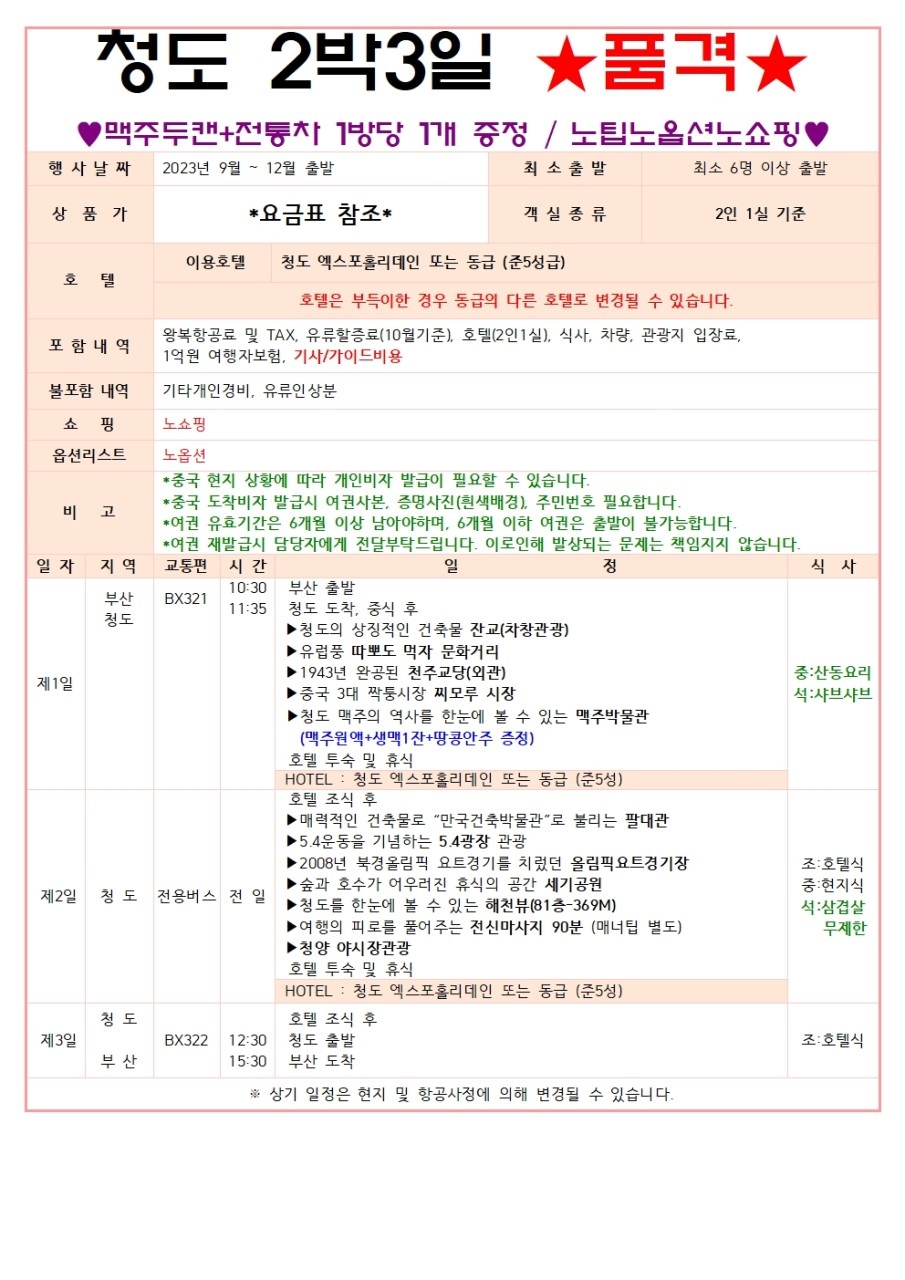 청도 2박3일 ★품격★
♥맥주두캔+전통차 1방당 1개 증정 / 노팁노옵션노쇼핑♥
행 사 날 짜 2023년 9월 ~ 12월 출발 최 소 출 발 최소 6명 이상 출발
상 품 가 *요금표 참조* 객 실 종 류 2인 1실 기준
호 텔 이용호텔 청도 엑스포홀리데인 또는 동급 (준5성급)
호텔은 부득이한 경우 동급의 다른 호텔로 변경될 수 있습니다.
포 함 내 역 왕복항공료 및 TAX, 유류할증료(10월기준), 호텔(2인1실), 식사, 차량, 관광지 입장료,
1억원 여행자보험, 기사/가이드비용
불포함 내역 기타개인경비, 유류인상분
쇼 핑 노쇼핑
옵션리스트 노옵션
비 고 *중국 현지 상황에 따라 개인비자 발급이 필요할 수 있습니다.
*중국 도착비자 발급시 여권사본, 증명사진(흰색배경), 주민번호 필요합니다.
*여권 유효기간은 6개월 이상 남아야하며, 6개월 이하 여권은 출발이 불가능합니다.
*여권 재발급시 담당자에게 전달부탁드립니다. 이로인해 발상되는 문제는 책임지지 않습니다.
일 자 지 역 교통편 시 간 일 정 식 사
제1일 부산 BX321 10:30 부산 출발
청도 11:35 청도 도착, 중식 후
▶청도의 상징적인 건축물 잔교(차창관광)
▶유럽풍 따뽀도 먹자 문화거리
▶1943년 완공된 천주교당(외관) 중:산동요리
▶중국 3대 짝퉁시장 찌모루 시장 석:샤브샤브
▶청도 맥주의 역사를 한눈에 볼 수 있는 맥주박물관
(맥주원액+생맥1잔+땅콩안주 증정)
호텔 투숙 및 휴식
HOTEL : 청도 엑스포홀리데인 또는 동급 (준5성)
제2일 청 도 전용버스 전 일 호텔 조식 후
▶매력적인 건축물로 “만국건축박물관”로 불리는 팔대관
▶5.4운동을 기념하는 5.4광장 관광
▶2008년 북경올림픽 요트경기를 치렀던 올림픽요트경기장 조:호텔식
▶숲과 호수가 어우러진 휴식의 공간 세기공원 중:현지식
▶청도를 한눈에 볼 수 있는 해천뷰(81층-369M) 석:삼겹살
▶여행의 피로를 풀어주는 전신마사지 90분 (매너팁 별도) 무제한
▶청양 야시장관광
호텔 투숙 및 휴식
HOTEL : 청도 엑스포홀리데인 또는 동급 (준5성)
청 도 호텔 조식 후
제3일 BX322 12:30 청도 출발 조:호텔식
부 산 15:30 부산 도착
※ 상기 일정은 현지 및 항공사정에 의해 변경될 수 있습니다.